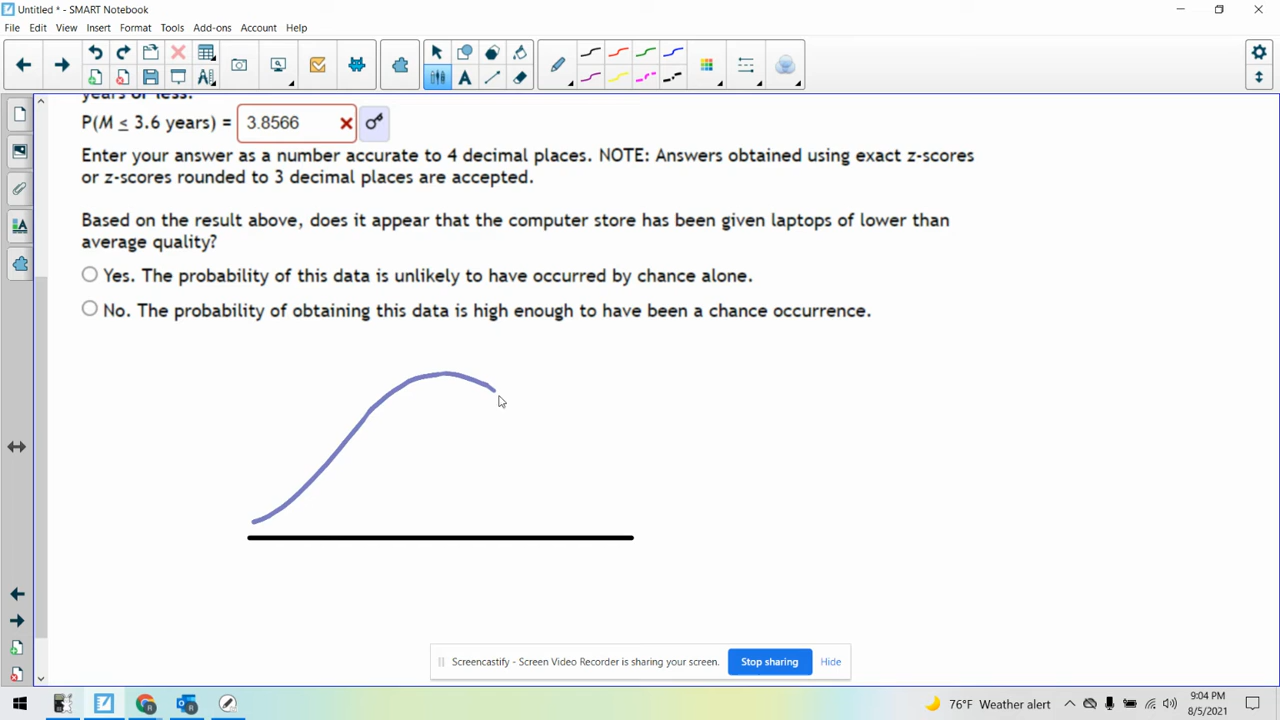 Untitled * - SMART Notebook
File Edit View Insert Format Tools Add-ons Account Help
years or less.
P(M ≤ 3.6 years) = 3.8566
Enter your answer as a number accurate to 4 decimal places. NOTE: Answers obtained using exact z-scores
or z-scores rounded to 3 decimal places are accepted.
Based on the result above, does it appear that the computer store has been given laptops of lower than
average quality?
Yes. The probability of this data is unlikely to have occurred by chance alone.
No. The probability of obtaining this data is high enough to have been a chance occurrence.
Screencastify - Screen Video Recorder is sharing your screen. Stop sharing Hide
76°F Weather alert
9:04 PM
8/5/2021